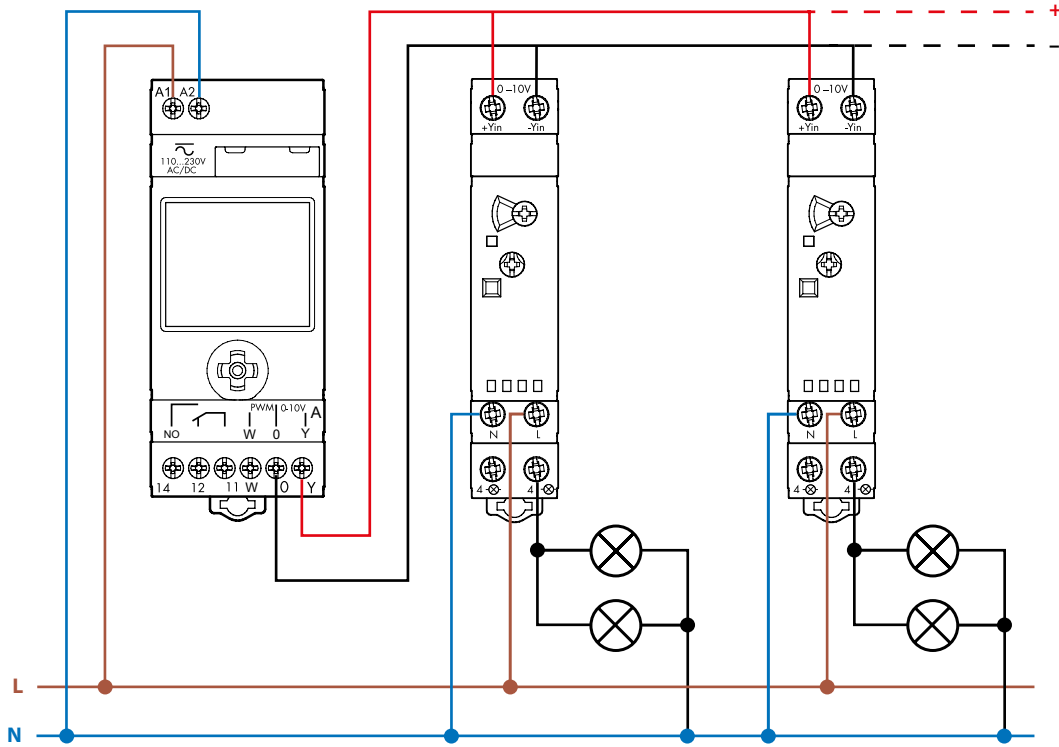 +
-
A1 A2
0 –10V
0 –10V
+Yin -Yin
+Yin -Yin
110...230V
AC/DC
PWM 0-10V A
NO W 0 Y
N L
N L
14 12 11 W 0 Y
4 4
4 4
L
N